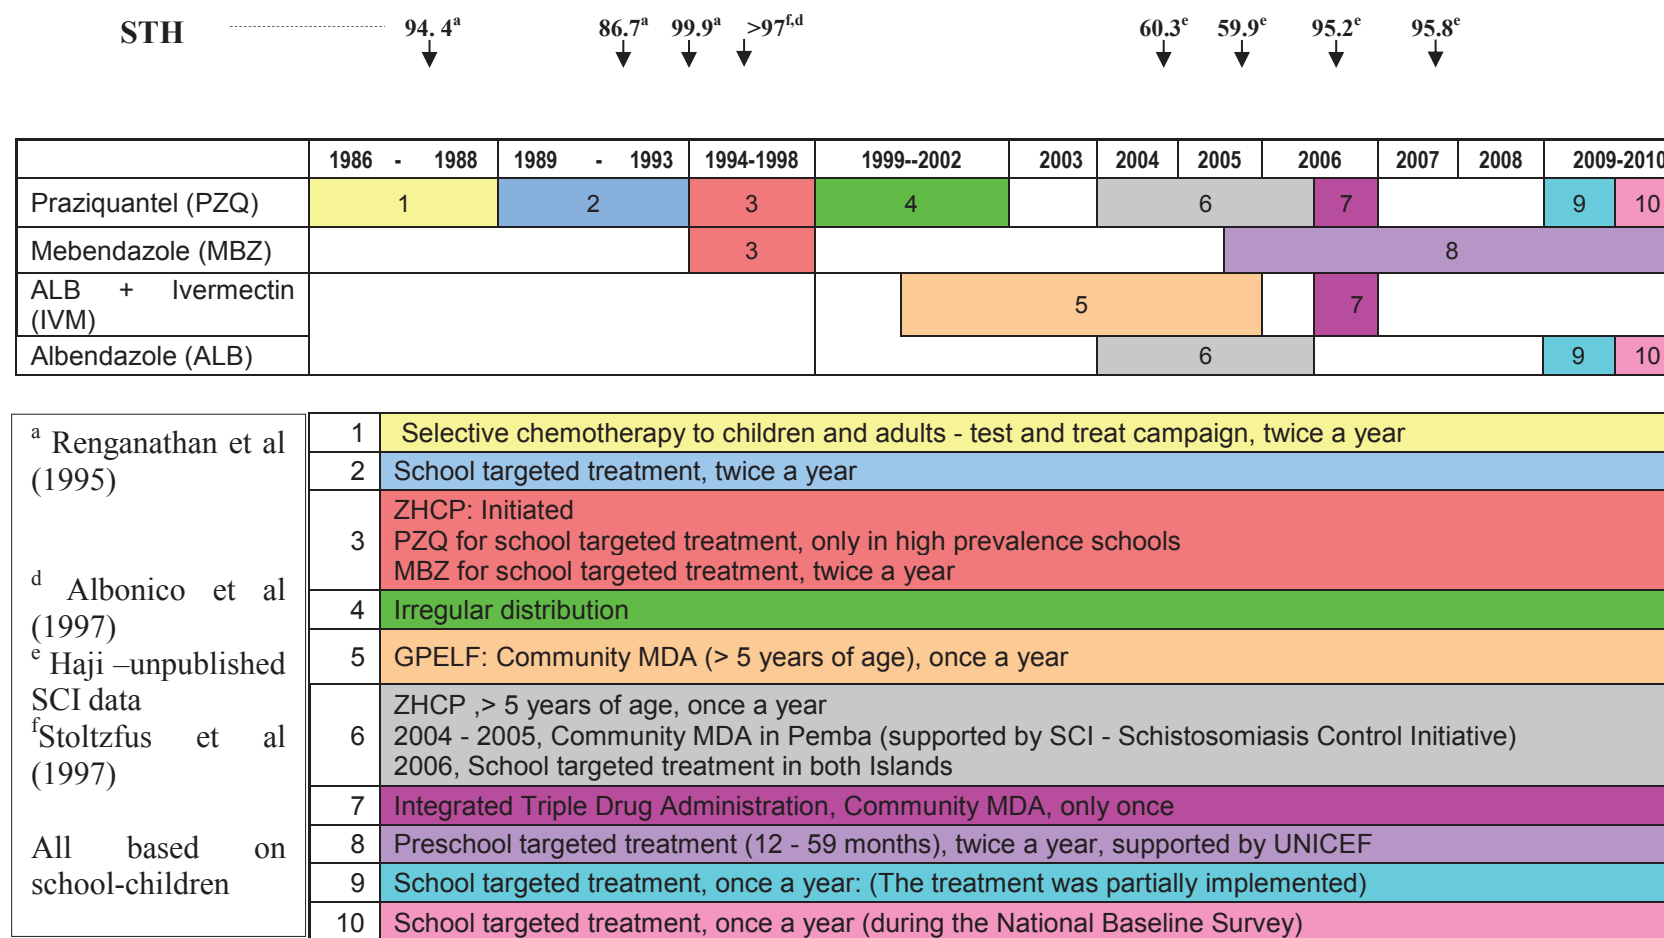 STH 94. 4a 86.7a 99.9a >97f,d 60.3e 59.9e 95.2e 95.8e
1986 - 1988 1989 - 1993 1994-1998 1999--2002 2003 2004 2005 2006 2007 2008 2009-2010
Praziquantel (PZQ) 1 2 3 4 6 7 9 10
Mebendazole (MBZ) 3 8
ALB + Ivermectin
(IVM) 5 7
Albendazole (ALB) 6 9 10
a Renganathan et al
(1995)
d Albonico et al
(1997)
e Haji –unpublished
SCI data
fStoltzfus et al
(1997)
All based on
school-children
1 Selective chemotherapy to children and adults - test and treat campaign, twice a year
2 School targeted treatment, twice a year
3 ZHCP: Initiated
PZQ for school targeted treatment, only in high prevalence schools
MBZ for school targeted treatment, twice a year
4 Irregular distribution
5 GPELF: Community MDA (> 5 years of age), once a year
6 ZHCP ,> 5 years of age, once a year
2004 - 2005, Community MDA in Pemba (supported by SCI - Schistosomiasis Control Initiative)
2006, School targeted treatment in both Islands
7 Integrated Triple Drug Administration, Community MDA, only once
8 Preschool targeted treatment (12 - 59 months), twice a year, supported by UNICEF
9 School targeted treatment, once a year: (The treatment was partially implemented)
10 School targeted treatment, once a year (during the National Baseline Survey)